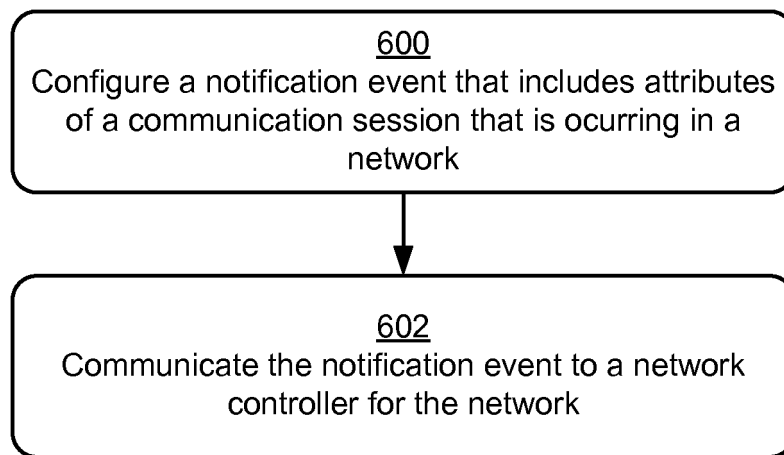 600
Configure a notification event that includes attributes
of a communication session that is ocurring in a
network
602
Communicate the notification event to a network
controller for the network